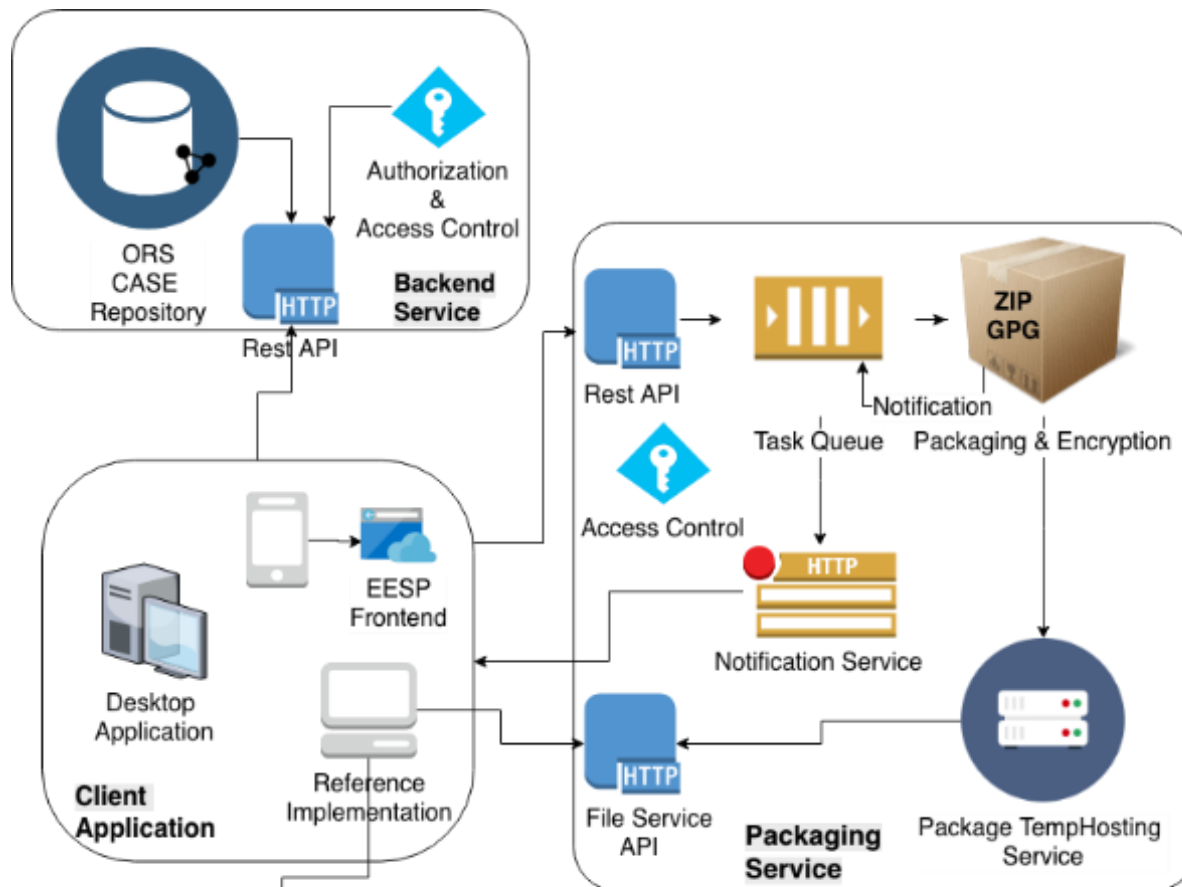 ORS
CASE
Repository
HTTP
Rest API
Authorization
&
Access Control
Backend
Service
HTTP
Rest API
Task Queue
ZIP
GPG
Notification
Packaging & Encryption
Access Control
HTTP
Notification Service
EESP
Frontend
Desktop
Application
Reference
Implementation
Client
Application
HTTP
File Service
API
Packaging
Service
Package TempHosting
Service